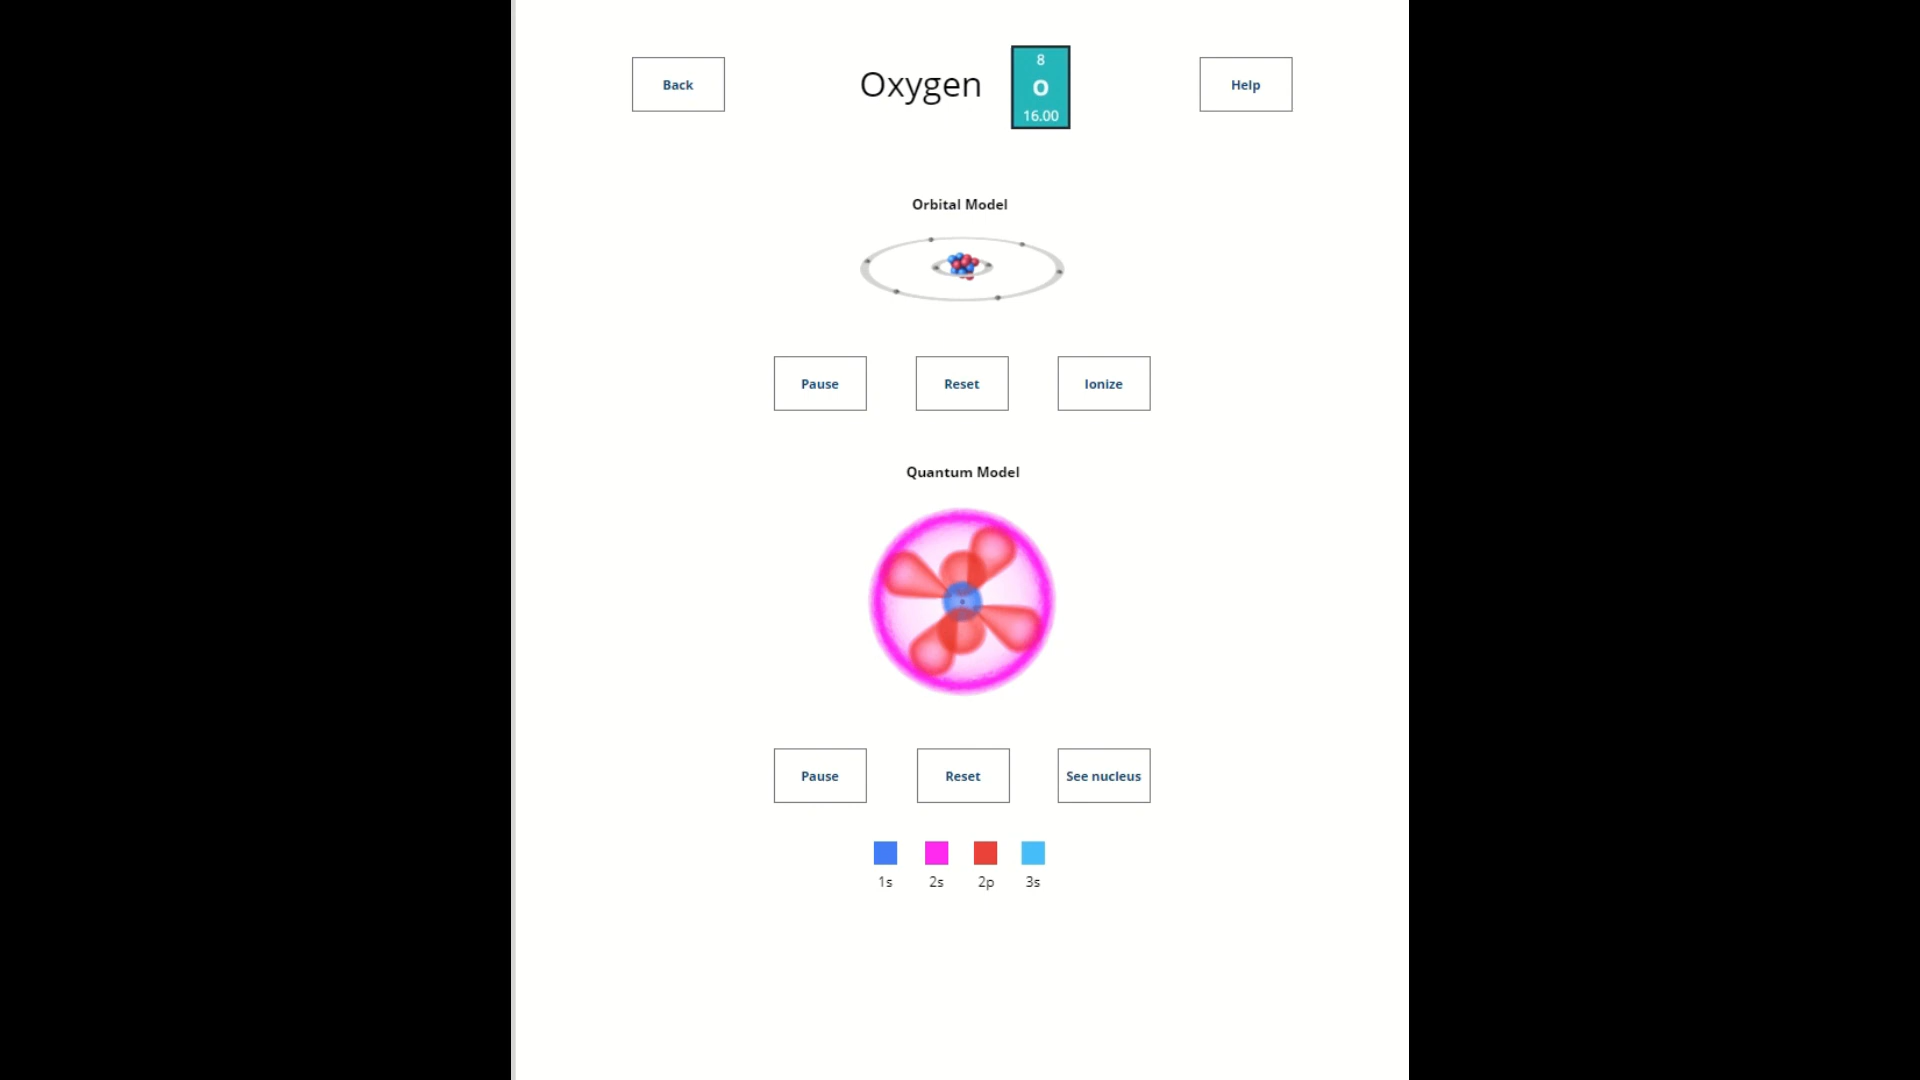 Back
Oxygen
8
O
16.00
Help
Orbital Model
Pause
Reset
Ionize
Quantum Model
Pause
Reset
See nucleus
1s
2s
2p
3s